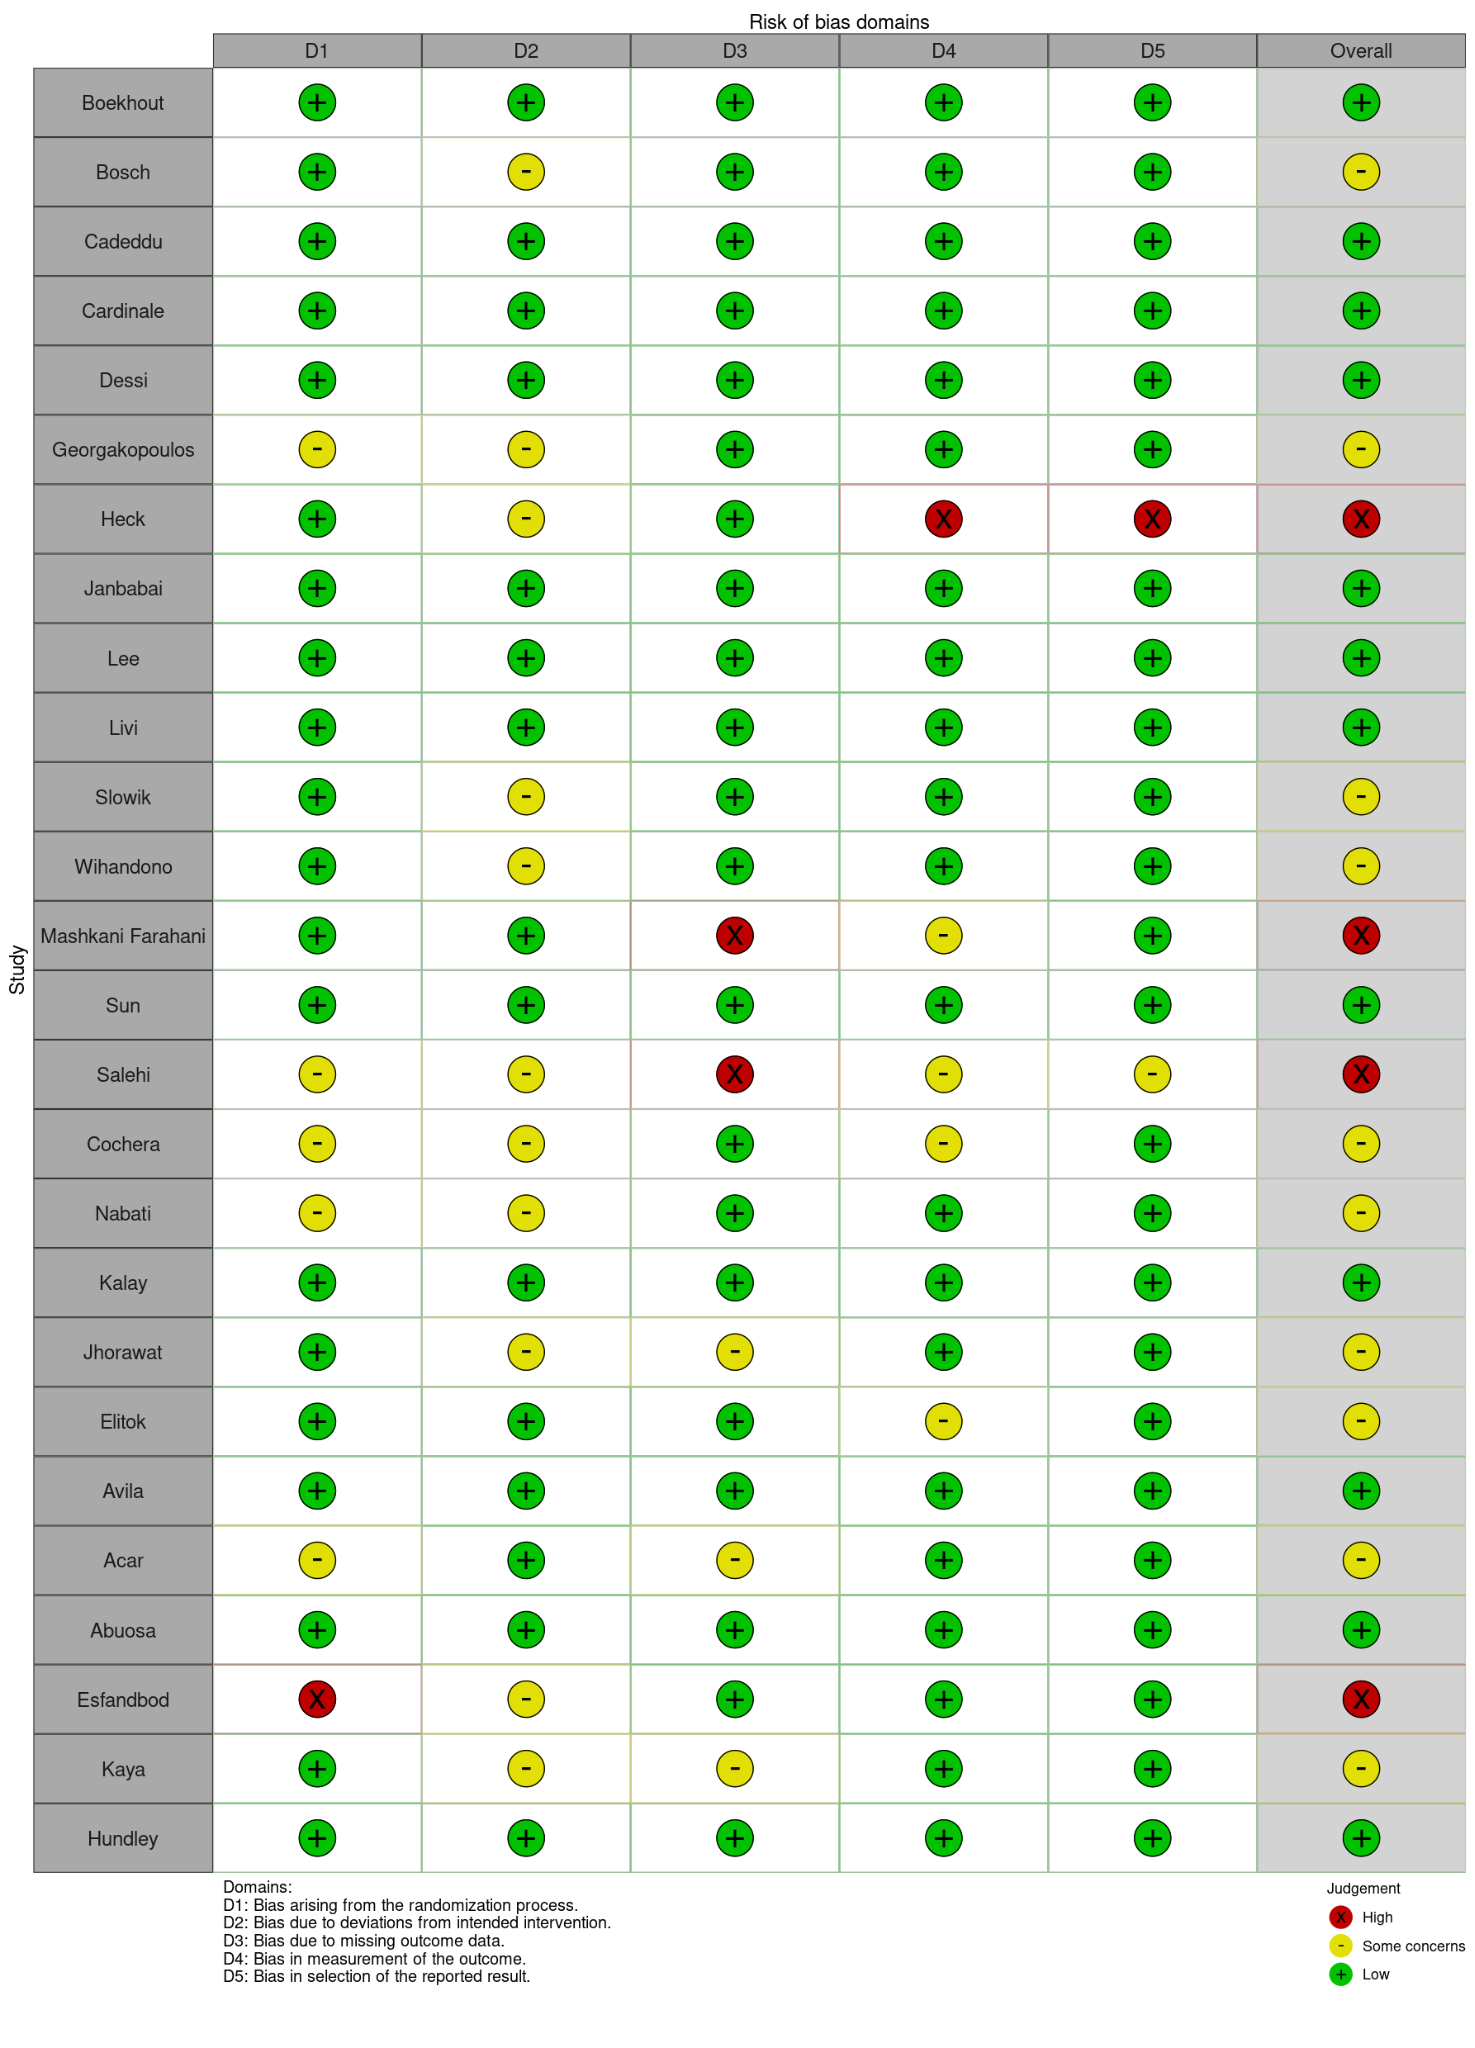 Risk of bias domains
D1 D2 D3 D4 D5 Overall
Boekhout + + + + + +
Bosch + - + + + -
Cadeddu + + + + + +
Cardinale + + + + + +
Dessi + + + + + +
Georgakopoulos - - + + + -
Heck + - + X X X
Janbabai + + + + + +
Lee + + + + + +
Livi + + + + + +
Slowik + - + + + -
Wihandono + - + + + -
Mashkani Farahani + + X - + X
Study
Sun + + + + + +
Salehi - - X - - X
Cochera - - + - + -
Nabati - - + + + -
Kalay + + + + + +
Jhorawat + - - + + -
Elitok + + + - + -
Avila + + + + + +
Acar - + - + + -
Abuosa + + + + + +
Esfandbod X - + + + X
Kaya + - - + + -
Hundley + + + + + +
Domains:
D1: Bias arising from the randomization process.
D2: Bias due to deviations from intended intervention.
D3: Bias due to missing outcome data.
D4: Bias in measurement of the outcome.
D5: Bias in selection of the reported result.
Judgement
X High
- Some concerns
+ Low